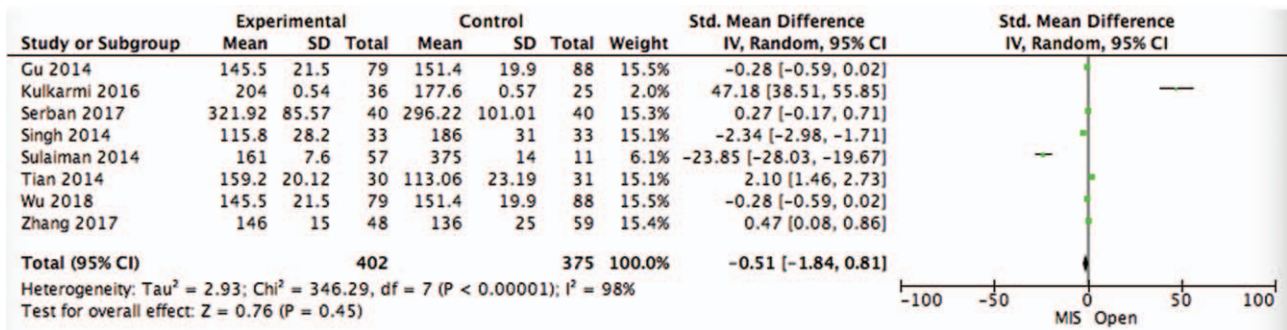 Experimental Control Std. Mean Difference Std. Mean Difference
Study or Subgroup Mean SD Total Mean SD Total Weight IV, Random, 95% CI IV, Random, 95% CI
Gu 2014 145.5 21.5 79 151.4 19.9 88 15.5% -0.28 [-0.59, 0.02]
Kulkarmi 2016 204 0.54 36 177.6 0.57 25 2.0% 47.18 [38.51, 55.85]
Serban 2017 321.92 85.57 40 296.22 101.01 40 15.3% 0.27 [-0.17, 0.71]
Singh 2014 115.8 28.2 33 186 31 33 15.1% -2.34 [-2.98, -1.71]
Sulaiman 2014 161 7.6 57 375 14 11 6.1% -23.85 [-28.03, -19.67]
Tian 2014 159.2 20.12 30 113.06 23.19 31 15.1% 2.10 [1.46, 2.73]
Wu 2018 145.5 21.5 79 151.4 19.9 88 15.5% -0.28 [-0.59, 0.02]
Zhang 2017 146 15 48 136 25 59 15.4% 0.47 [0.08, 0.86]
Total (95% CI) 402 375 100.0% -0.51 [-1.84, 0.81]
Heterogeneity: Tau² = 2.93; Chi² = 346.29, df = 7 (P < 0.00001); I² = 98%
Test for overall effect: Z = 0.76 (P = 0.45)
-100 -50 0 50 100
MIS Open